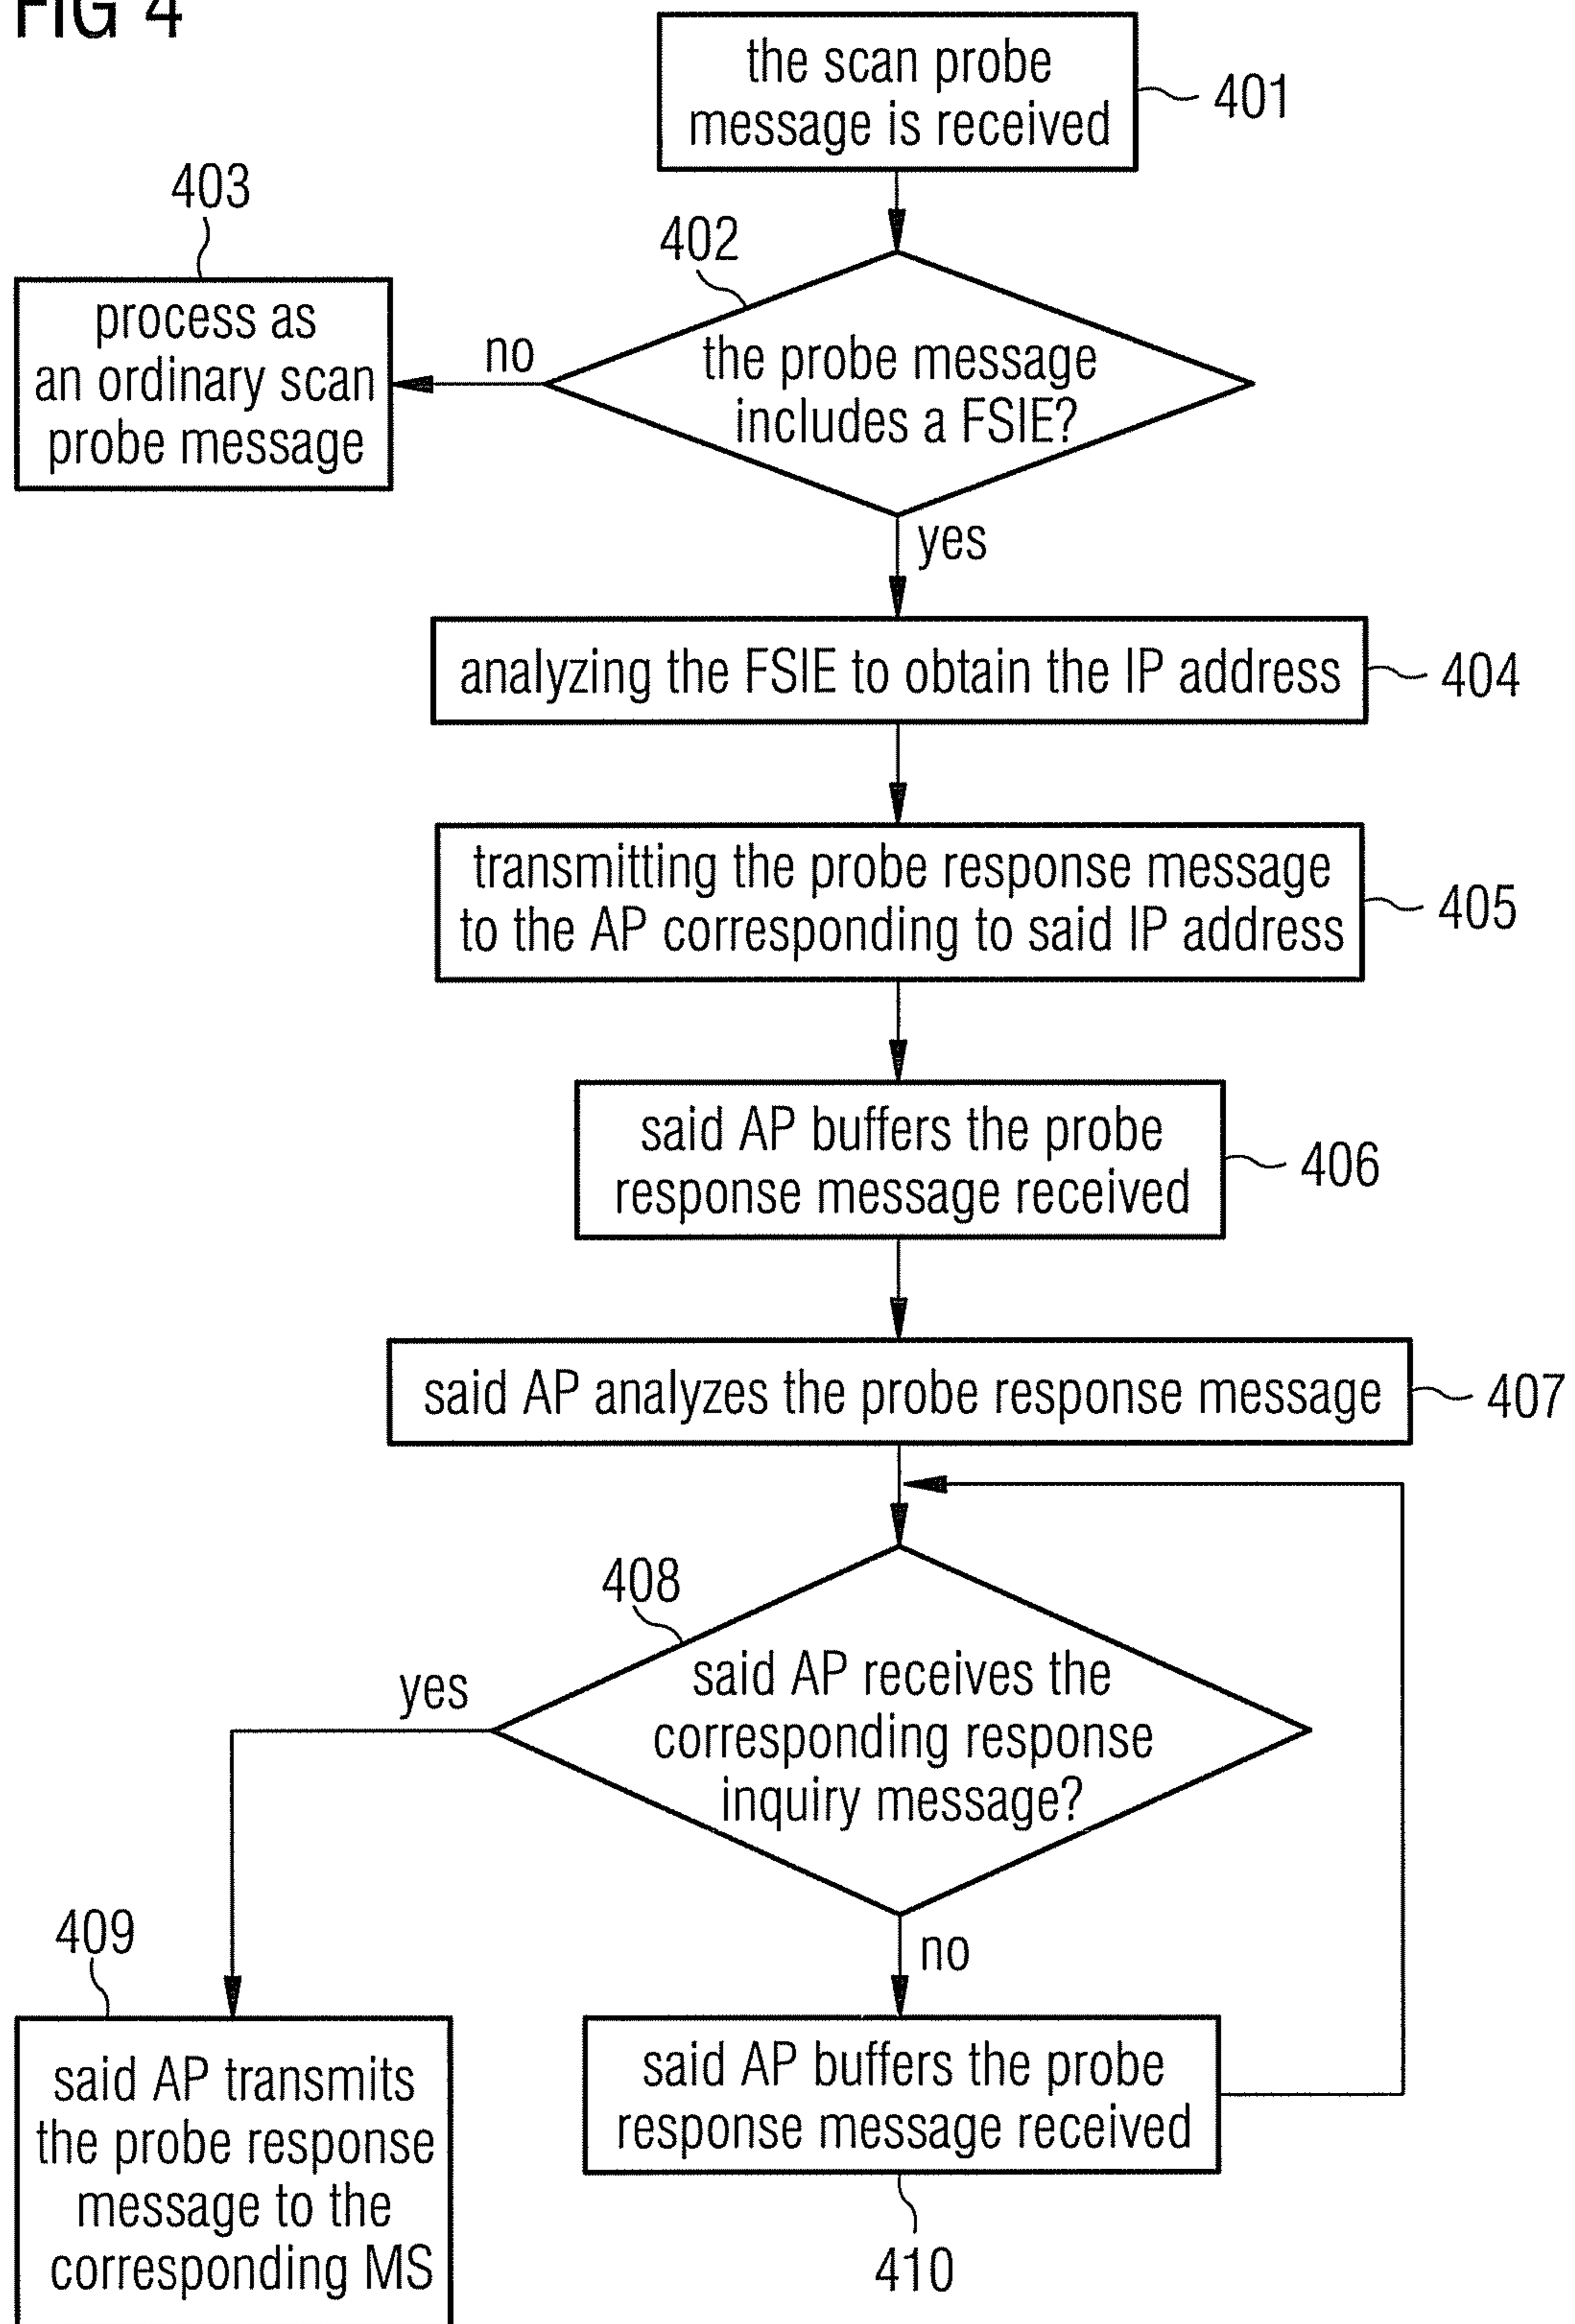 FIG 4
the scan probe
message is received
401
403
402
process as
an ordinary scan
probe message
no
the probe message
includes a FSIE?
yes
analyzing the FSIE to obtain the IP address
404
transmitting the probe response message
to the AP corresponding to said IP address
405
said AP buffers the probe
response message received
406
said AP analyzes the probe response message
407
408
said AP receives the
corresponding response
inquiry message?
yes
no
409
said AP transmits
the probe response
message to the
corresponding MS
said AP buffers the probe
response message received
410